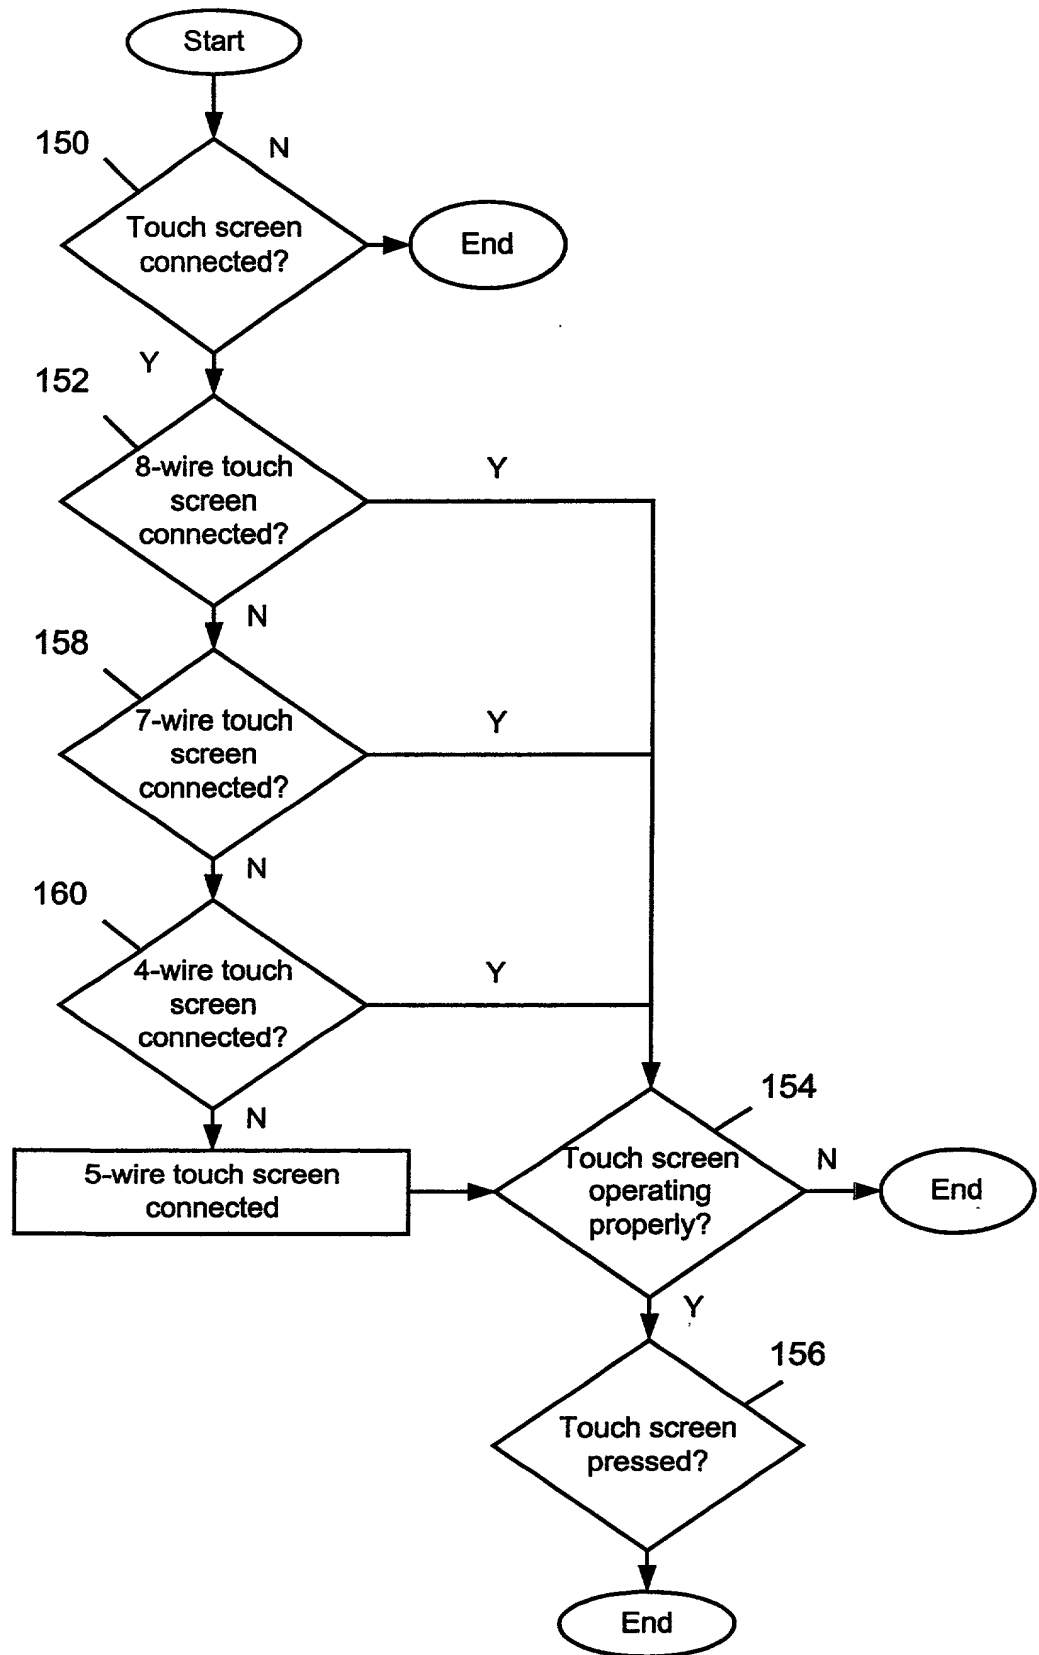 Start
150
N
Touch screen
connected?
End
Y
152
8-wire touch
screen
connected?
Y
N
158
7-wire touch
screen
connected?
Y
N
160
4-wire touch
screen
connected?
Y
N
5-wire touch screen
connected
154
Touch screen
operating
properly?
N
End
Y
156
Touch screen
pressed?
End